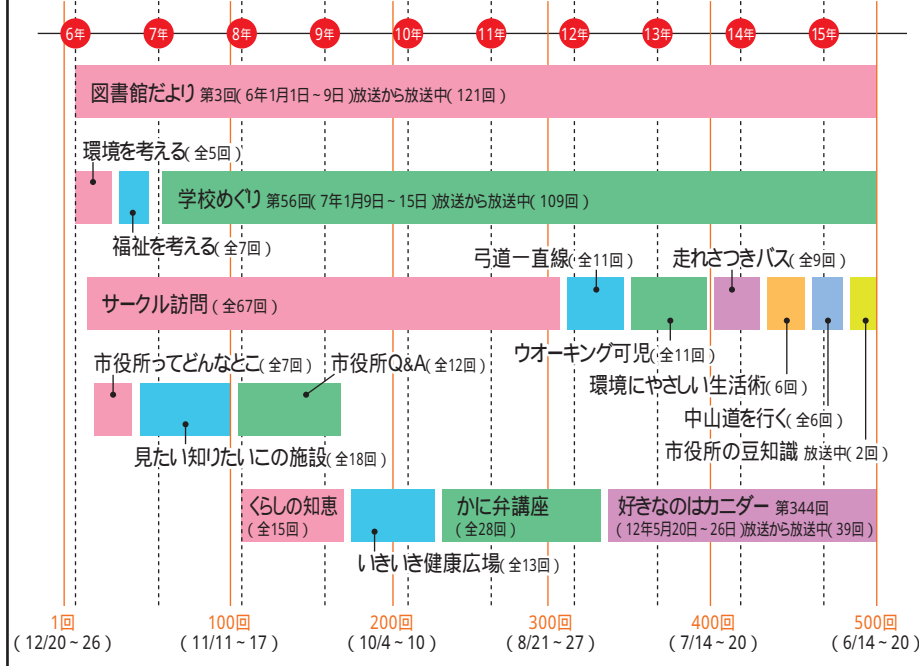 6年 7年 8年 9年 10年 11年 12年 13年 14年 15年
図書館だより 第3回(6年1月1日~9日)放送から放送中(121回)
環境を考える(全5回)
学校めぐり 第56回(7年1月9日~15日)放送から放送中(109回)
福祉を考える(全7回)
弓道一直線(全11回)
走れさつきバス(全9回)
サークル訪問(全67回)
ウオーキング可児(全11回)
市役所ってどんなとこ(全7回)
市役所Q&A(全12回)
環境にやさしい生活術(6回)
中山道を行く(全6回)
見たい知りたいこの施設(全18回)
市役所の豆知識 放送中(2回)
くらしの知恵
(全15回)
かに弁講座
(全28回)
好きなのはカニダー 第344回
(12年5月20日~26日)放送から放送中(39回)
いきいき健康広場(全13回)
1回 100回 200回 300回 400回 500回
(12/20~26) (11/11~17) (10/4~10) (8/21~27) (7/14~20) (6/14~20)